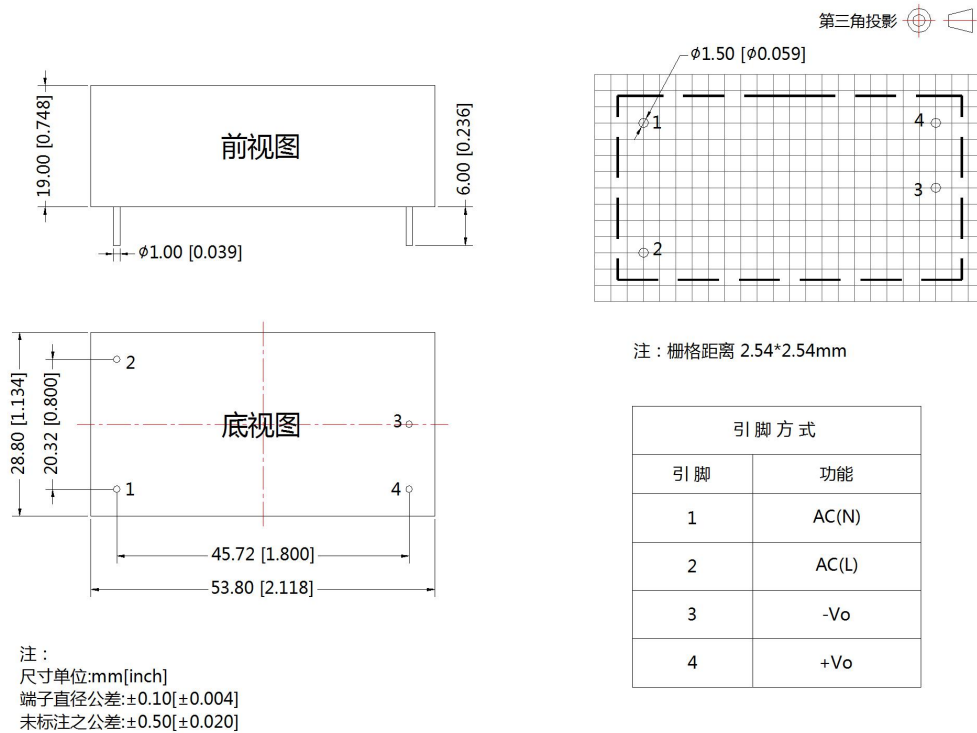 第三角投影
ϕ1.50 [ϕ0.059]
19.00 [0.748]
前视图
6.00 [0.236]
ϕ1.00 [0.039]
1
4
3
2
注：栅格距离 2.54*2.54mm
28.80 [1.134]
20.32 [0.800]
2
底视图
3
1
4
45.72 [1.800]
53.80 [2.118]
引 脚 方 式
引 脚 功能
1 AC(N)
2 AC(L)
3 -Vo
4 +Vo
注：
尺寸单位:mm[inch]
端子直径公差:±0.10[±0.004]
未标注之公差:±0.50[±0.020]